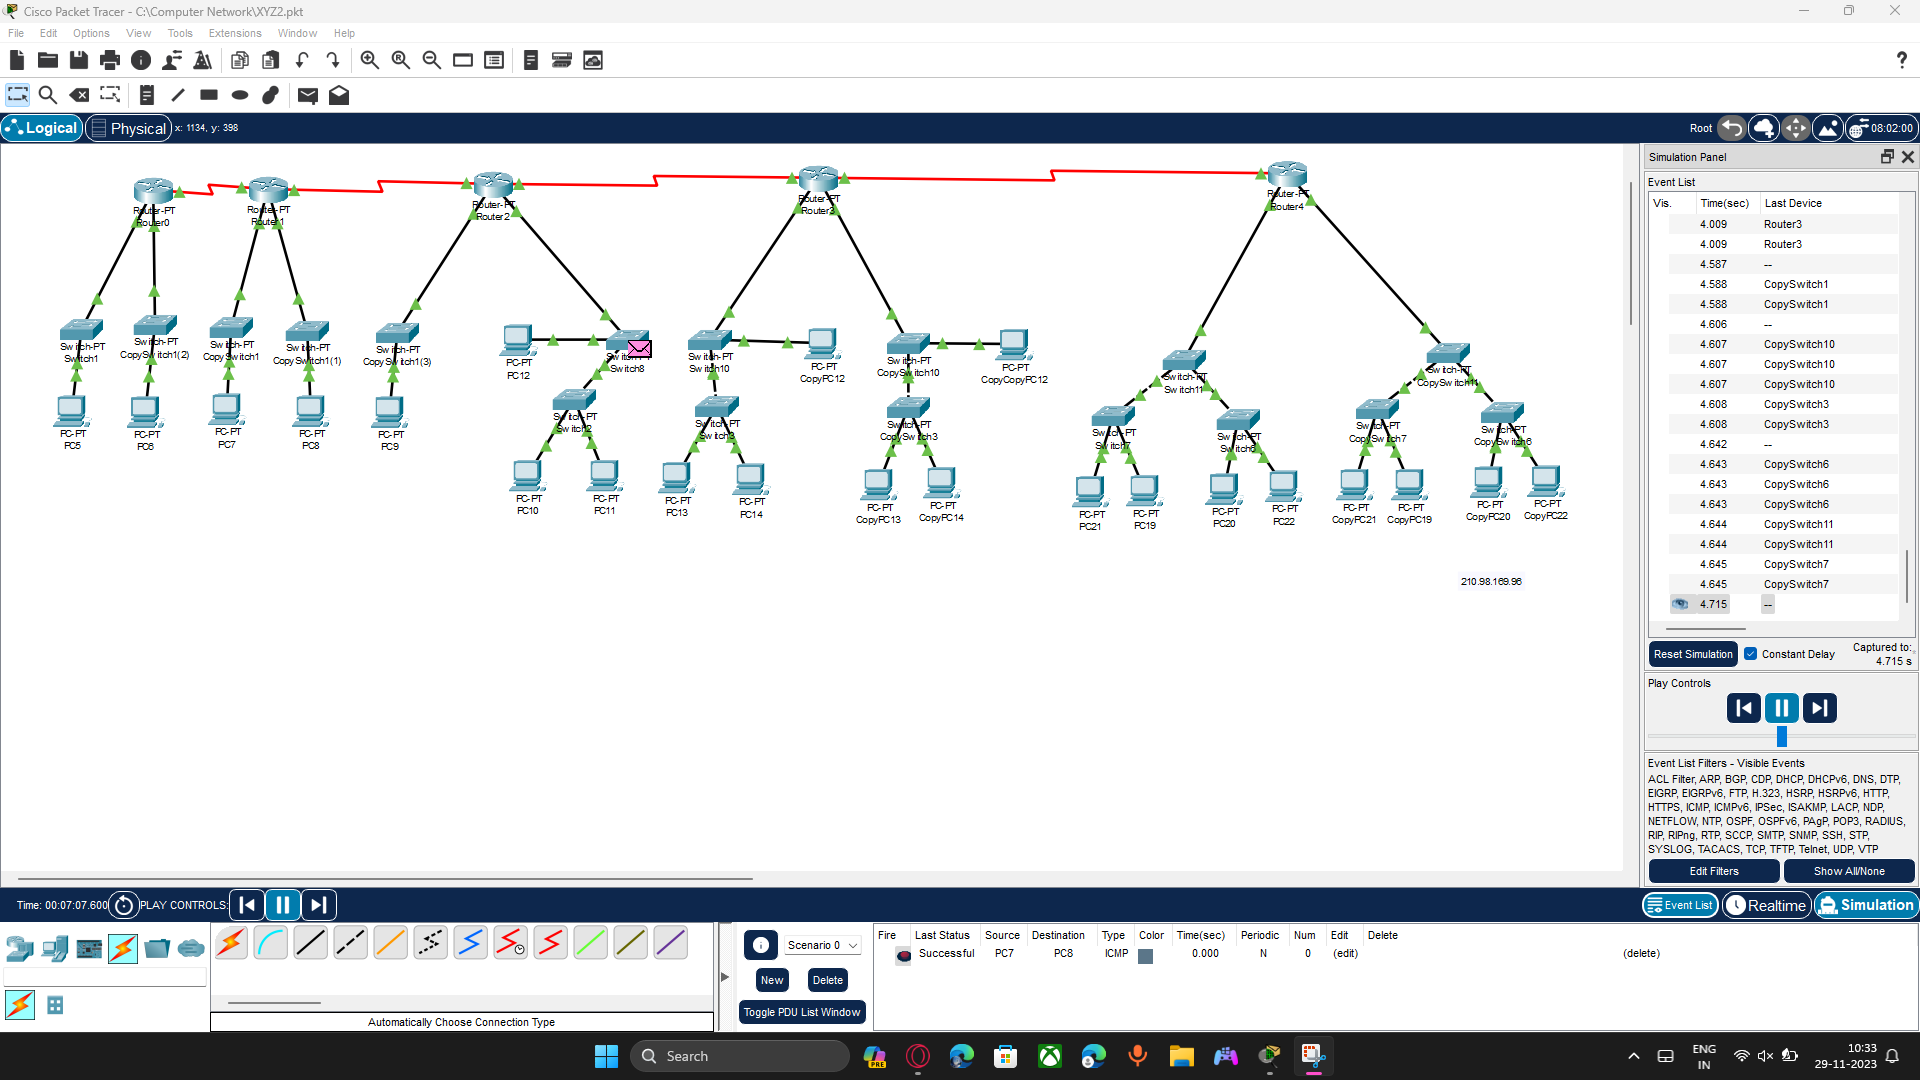 Cisco Packet Tracer - C:\Computer Network\XYZ2.pkt
File Edit Options View Tools Extensions Window Help
Logical Physical x: 1134, y: 398 Root 08:02:00
Router-PT
Router0
Router-PT
Router1
Router-PT
Router2
Router-PT
Router3
Router-PT
Router4
Switch-PT
Switch1
Switch-PT
CopySwitch1(2)
Switch-PT
CopySwitch1
Switch-PT
CopySwitch1(1)
Switch-PT
CopySwitch1(3)
PC-PT
PC12
Switch8
Switch-PT
Switch10
PC-PT
CopyPC12
Switch-PT
CopySwitch10
PC-PT
CopyCopyPC12
Switch-PT
Switch11
Switch-PT
CopySwitch11
PC-PT
PC5
PC-PT
PC6
PC-PT
PC7
PC-PT
PC8
PC-PT
PC9
Switch-PT
Switch2
Switch-PT
Switch3
Switch-PT
CopySwitch3
Switch-PT
Switch7
Switch-PT
Switch6
Switch-PT
CopySwitch7
Switch-PT
CopySwitch6
PC-PT
PC10
PC-PT
PC11
PC-PT
PC13
PC-PT
PC14
PC-PT
CopyPC13
PC-PT
CopyPC14
PC-PT
PC21
PC-PT
PC19
PC-PT
PC20
PC-PT
PC22
PC-PT
CopyPC21
PC-PT
CopyPC19
PC-PT
CopyPC20
PC-PT
CopyPC22
210.98.169.96
Simulation Panel
Event List
Vis. Time(sec) Last Device
4.009 Router3
4.009 Router3
4.587 --
4.588 CopySwitch1
4.588 CopySwitch1
4.606 --
4.607 CopySwitch10
4.607 CopySwitch10
4.607 CopySwitch10
4.608 CopySwitch3
4.608 CopySwitch3
4.642 --
4.643 CopySwitch6
4.643 CopySwitch6
4.643 CopySwitch6
4.644 CopySwitch11
4.644 CopySwitch11
4.645 CopySwitch7
4.645 CopySwitch7
4.715 --
Reset Simulation Constant Delay Captured to:
4.715 s
Play Controls
Event List Filters - Visible Events
ACL Filter, ARP, BGP, CDP, DHCP, DHCPv6, DNS, DTP,
EIGRP, EIGRPv6, FTP, H.323, HSRP, HSRPv6, HTTP,
HTTPS, ICMP, ICMPv6, IPSec, ISAKMP, LACP, NDP,
NETFLOW, NTP, OSPF, OSPFv6, PAgP, POP3, RADIUS,
RIP, RIPng, RTP, SCCP, SMTP, SNMP, SSH, STP,
SYSLOG, TACACS, TCP, TFTP, Telnet, UDP, VTP
Edit Filters Show All/None
Time: 00:07:07.600 PLAY CONTROLS: Event List Realtime Simulation
Scenario 0
New Delete
Toggle PDU List Window
Automatically Choose Connection Type
Fire Last Status Source Destination Type Color Time(sec) Periodic Num Edit Delete
Successful PC7 PC8 ICMP 0.000 N 0 (edit) (delete)
Search
PRE
ENG
IN
10:33
29-11-2023